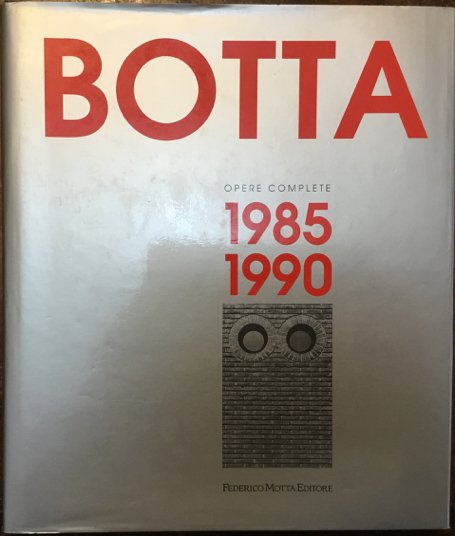 BOTTA
OPERE COMPLETE
1985
1990
FEDERICO MOTTA EDITORE